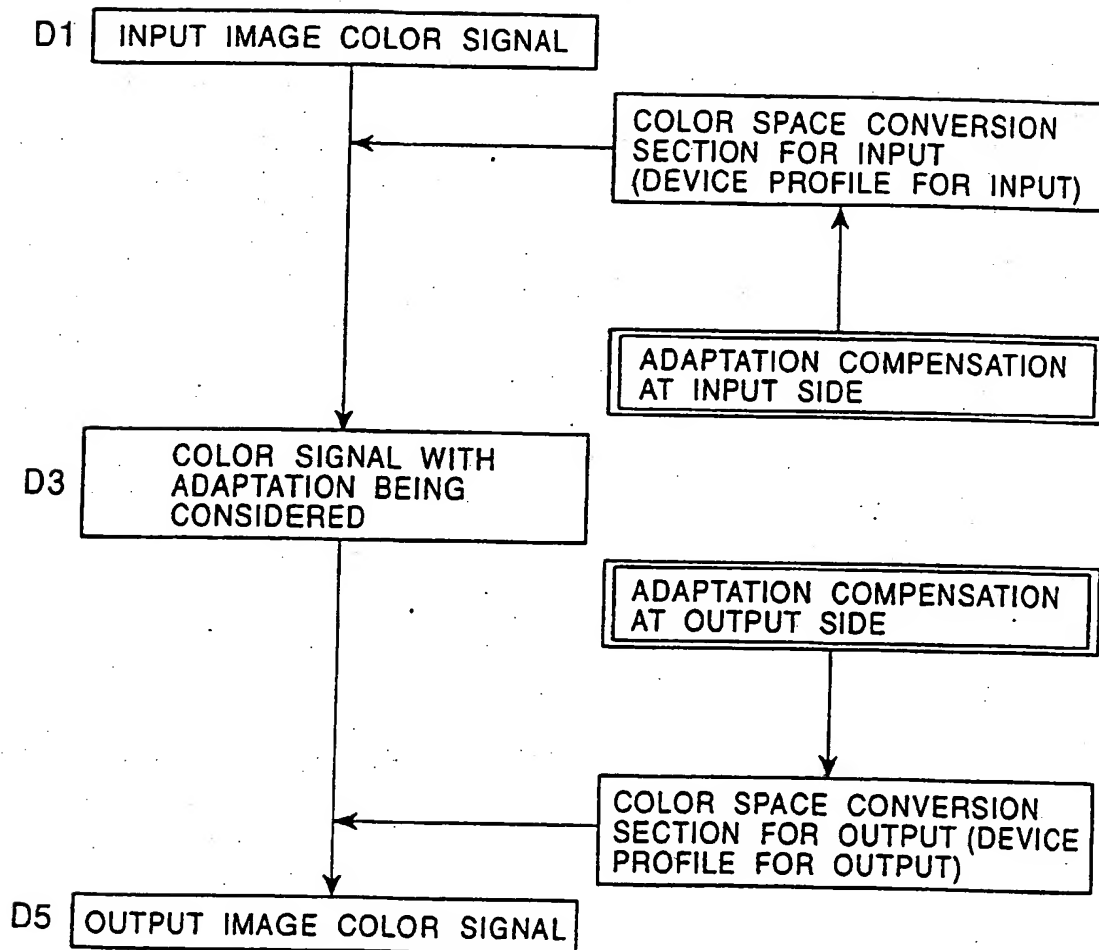 D1 INPUT IMAGE COLOR SIGNAL
COLOR SPACE CONVERSION
SECTION FOR INPUT
(DEVICE PROFILE FOR INPUT)
ADAPTATION COMPENSATION
AT INPUT SIDE
D3
COLOR SIGNAL WITH
ADAPTATION BEING
CONSIDERED
ADAPTATION COMPENSATION
AT OUTPUT SIDE
COLOR SPACE CONVERSION
SECTION FOR OUTPUT (DEVICE
PROFILE FOR OUTPUT)
D5 OUTPUT IMAGE COLOR SIGNAL